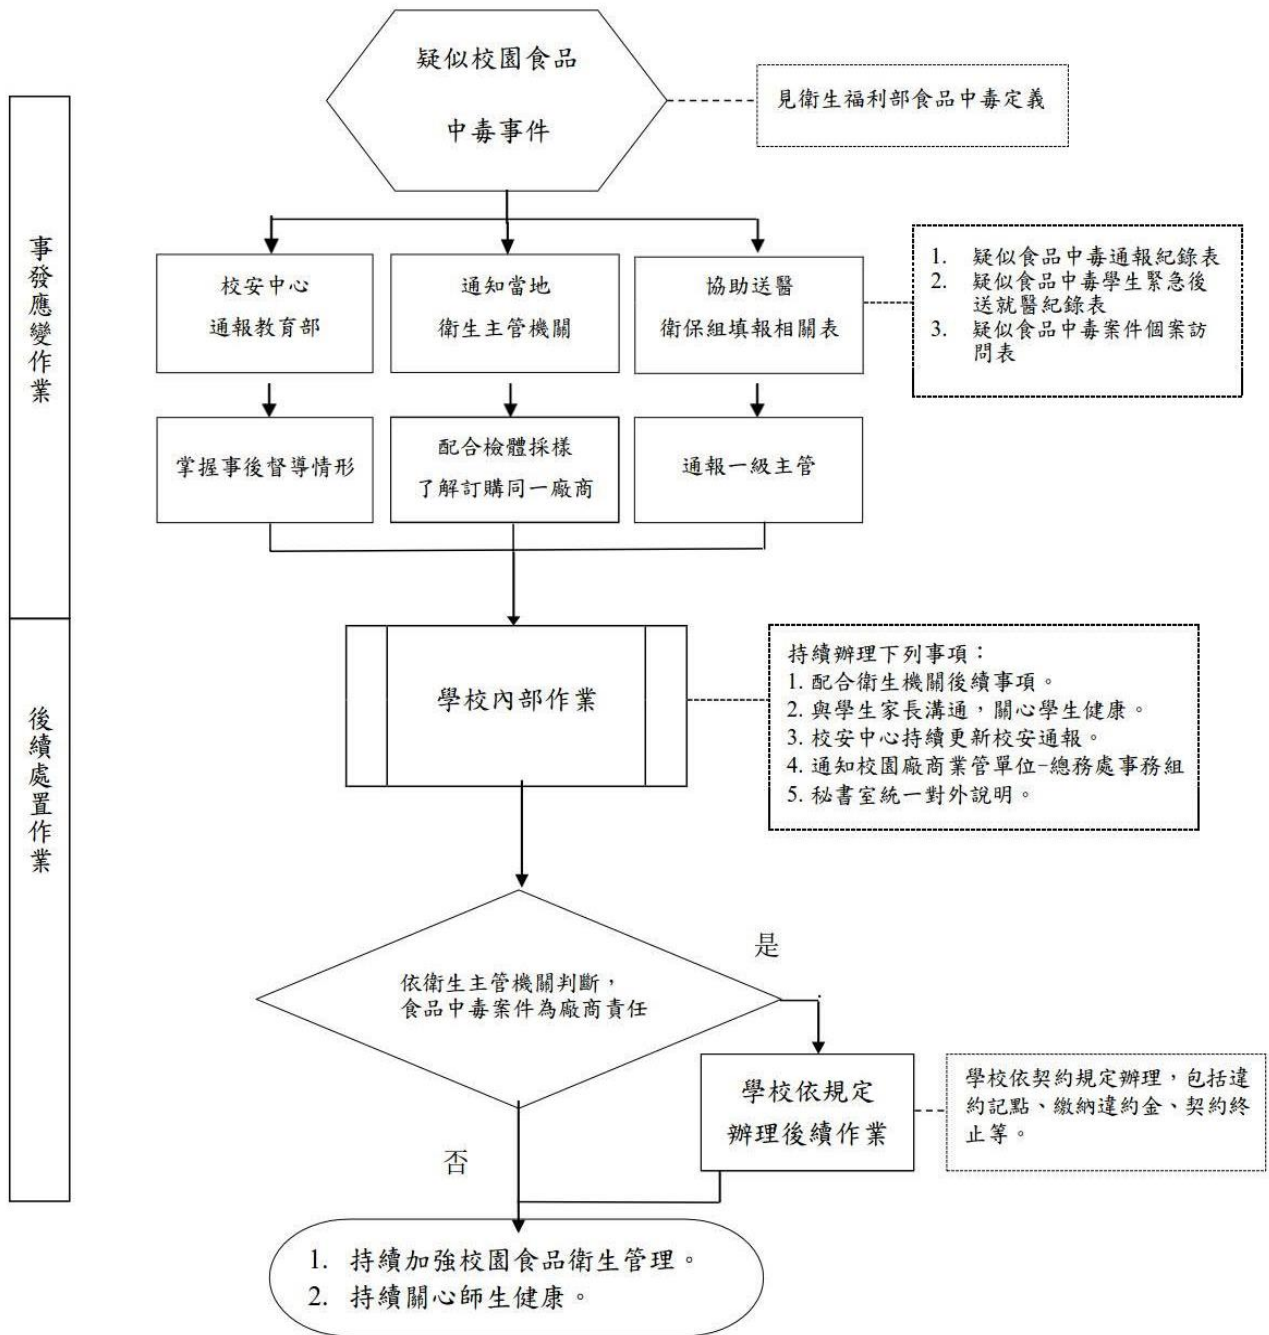 疑似校園食品
中毒事件
見衛生福利部食品中毒定義
事發應變作業
校安中心
通報教育部
通知當地
衛生主管機關
協助送醫
衛保組填報相關表
1. 疑似食品中毒通報紀錄表
2. 疑似食品中毒學生緊急後
送就醫紀錄表
3. 疑似食品中毒案件個案訪
問表
掌握事後督導情形
配合檢體採樣
了解訂購同一廠商
通報一級主管
後續處置作業
學校內部作業
持續辦理下列事項：
1. 配合衛生機關後續事項。
2. 與學生家長溝通，關心學生健康。
3. 校安中心持續更新校安通報。
4. 通知校園廠商業管單位-總務處事務組
5. 秘書室統一對外說明。
依衛生主管機關判斷，
食品中毒案件為廠商責任
是
學校依規定
辦理後續作業
學校依契約規定辦理，包括違
約記點、繳納違約金、契約終
止等。
否
1. 持續加強校園食品衛生管理。
2. 持續關心師生健康。